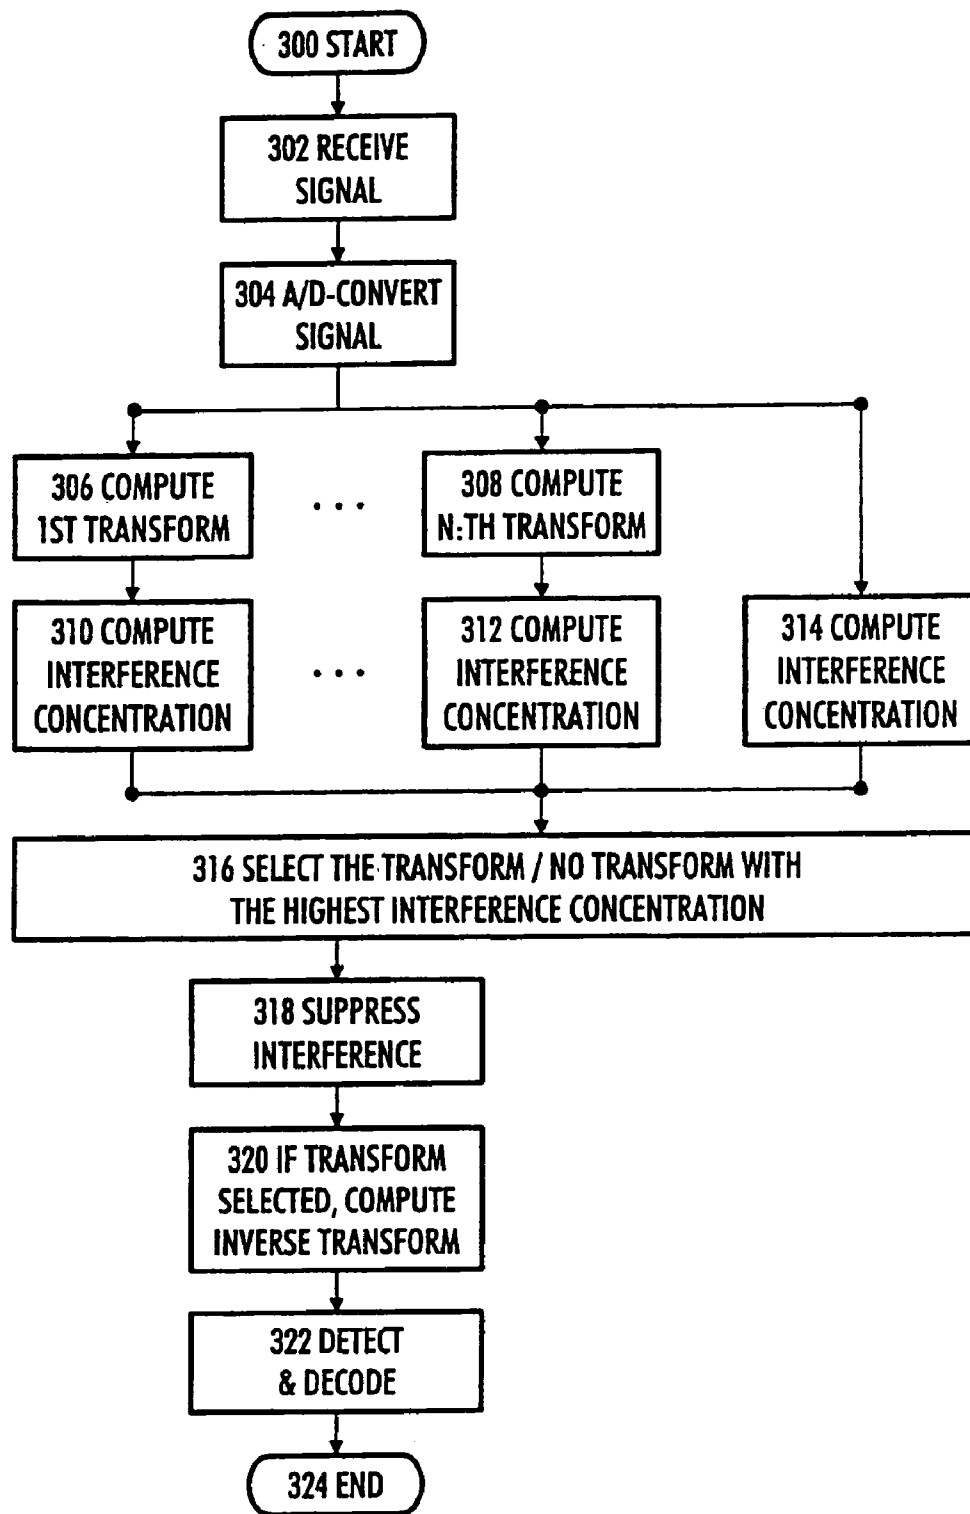 300 START
302 RECEIVE
SIGNAL
304 A/D-CONVERT
SIGNAL
306 COMPUTE
1ST TRANSFORM
. . .
308 COMPUTE
N:TH TRANSFORM
310 COMPUTE
INTERFERENCE
CONCENTRATION
. . .
312 COMPUTE
INTERFERENCE
CONCENTRATION
314 COMPUTE
INTERFERENCE
CONCENTRATION
316 SELECT THE TRANSFORM / NO TRANSFORM WITH
THE HIGHEST INTERFERENCE CONCENTRATION
318 SUPPRESS
INTERFERENCE
320 IF TRANSFORM
SELECTED, COMPUTE
INVERSE TRANSFORM
322 DETECT
& DECODE
324 END